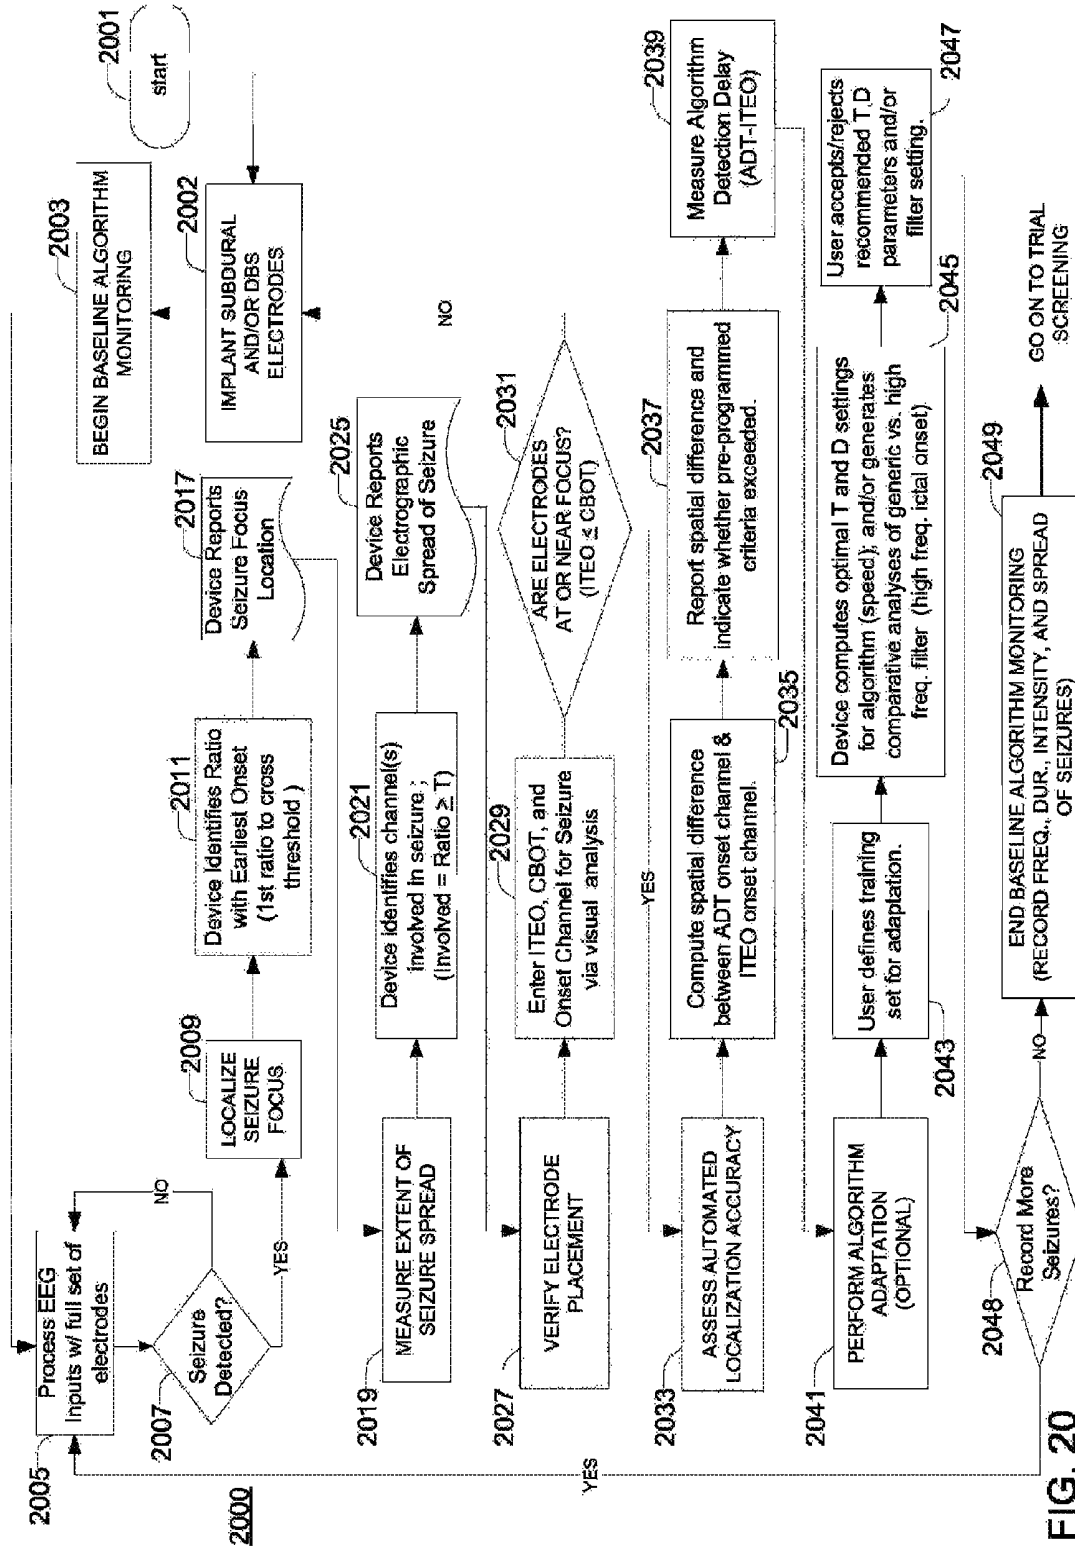 2000
2001
start
2003
BEGIN BASELINE ALGORITHM
MONITORING
2002
IMPLANT SUBDURAL
AND/OR DBS
ELECTRODES
2005
Process EEG
Inputs w/ full set of
electrodes
2007
Seizure
Detected?
NO
YES
2009
LOCALIZE
SEIZURE
FOCUS
2011
Device Identifies Ratio
with Earliest Onset
(1st ratio to cross
threshold )
2017
Device Reports
Seizure Focus
Location
2019
MEASURE EXTENT OF
SEIZURE SPREAD
2021
Device identifies channel(s)
involved in seizure ;
(Involved = Ratio ≥ T)
2025
Device Reports
Electrographic
Spread of Seizure
2027
VERIFY ELECTRODE
PLACEMENT
2029
Enter ITEO, CBOT, and
Onset Channel for Seizure
via visual analysis
2031
ARE ELECTRODES
AT OR NEAR FOCUS?
(ITEO ≤ CBOT)
NO
YES
2033
ASSESS AUTOMATED
LOCALIZATION ACCURACY
2035
Compute spatial difference
between ADT onset channel &
ITEO onset channel.
2037
Report spatial difference and
indicate whether pre-programmed
criteria exceeded.
2039
Measure Algorithm
Detection Delay
(ADT-ITEO)
2041
PERFORM ALGORITHM
ADAPTATION
(OPTIONAL)
2043
User defines training
set for adaptation.
2045
Device computes optimal T and D settings
for algorithm (speed); and/or generates
comparative analyses of generic vs. high
freq. filter (high freq. ictal onset)
2047
User accepts/rejects
recommended T,D
parameters and/or
filter setting.
2048
Record More
Seizures?
YES
NO
2049
END BASELINE ALGORITHM MONITORING
(RECORD FREQ., DUR., INTENSITY, AND SPREAD
OF SEIZURES)
GO ON TO TRIAL
SCREENING
FIG. 20